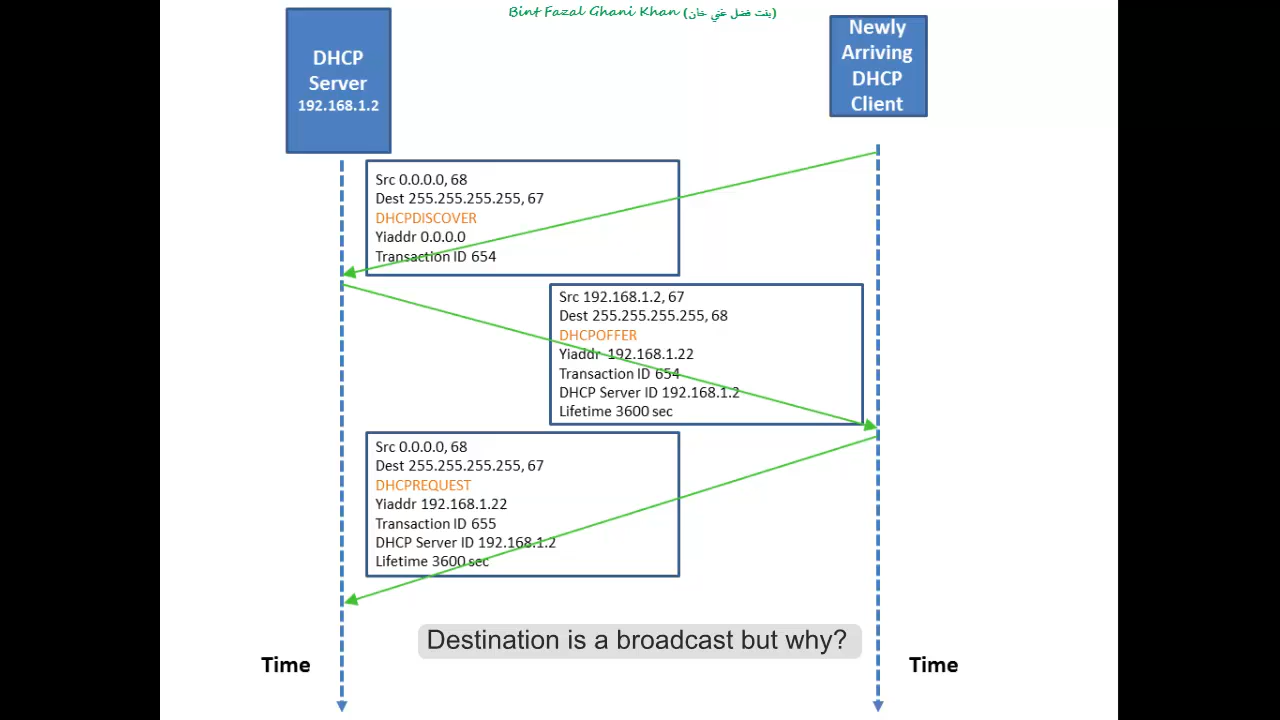 Bint Fazal Ghani Khan (بنت فضل غني خان)
DHCP
Server
192.168.1.2
Newly
Arriving
DHCP
Client
Src 0.0.0.0, 68
Dest 255.255.255.255, 67
DHCPDISCOVER
Yiaddr 0.0.0.0
Transaction ID 654
Src 192.168.1.2, 67
Dest 255.255.255.255, 68
DHCPOFFER
Yiaddr 192.168.1.22
Transaction ID 654
DHCP Server ID 192.168.1.2
Lifetime 3600 sec
Src 0.0.0.0, 68
Dest 255.255.255.255, 67
DHCPREQUEST
Yiaddr 192.168.1.22
Transaction ID 655
DHCP Server ID 192.168.1.2
Lifetime 3600 sec
Destination is a broadcast but why?
Time
Time